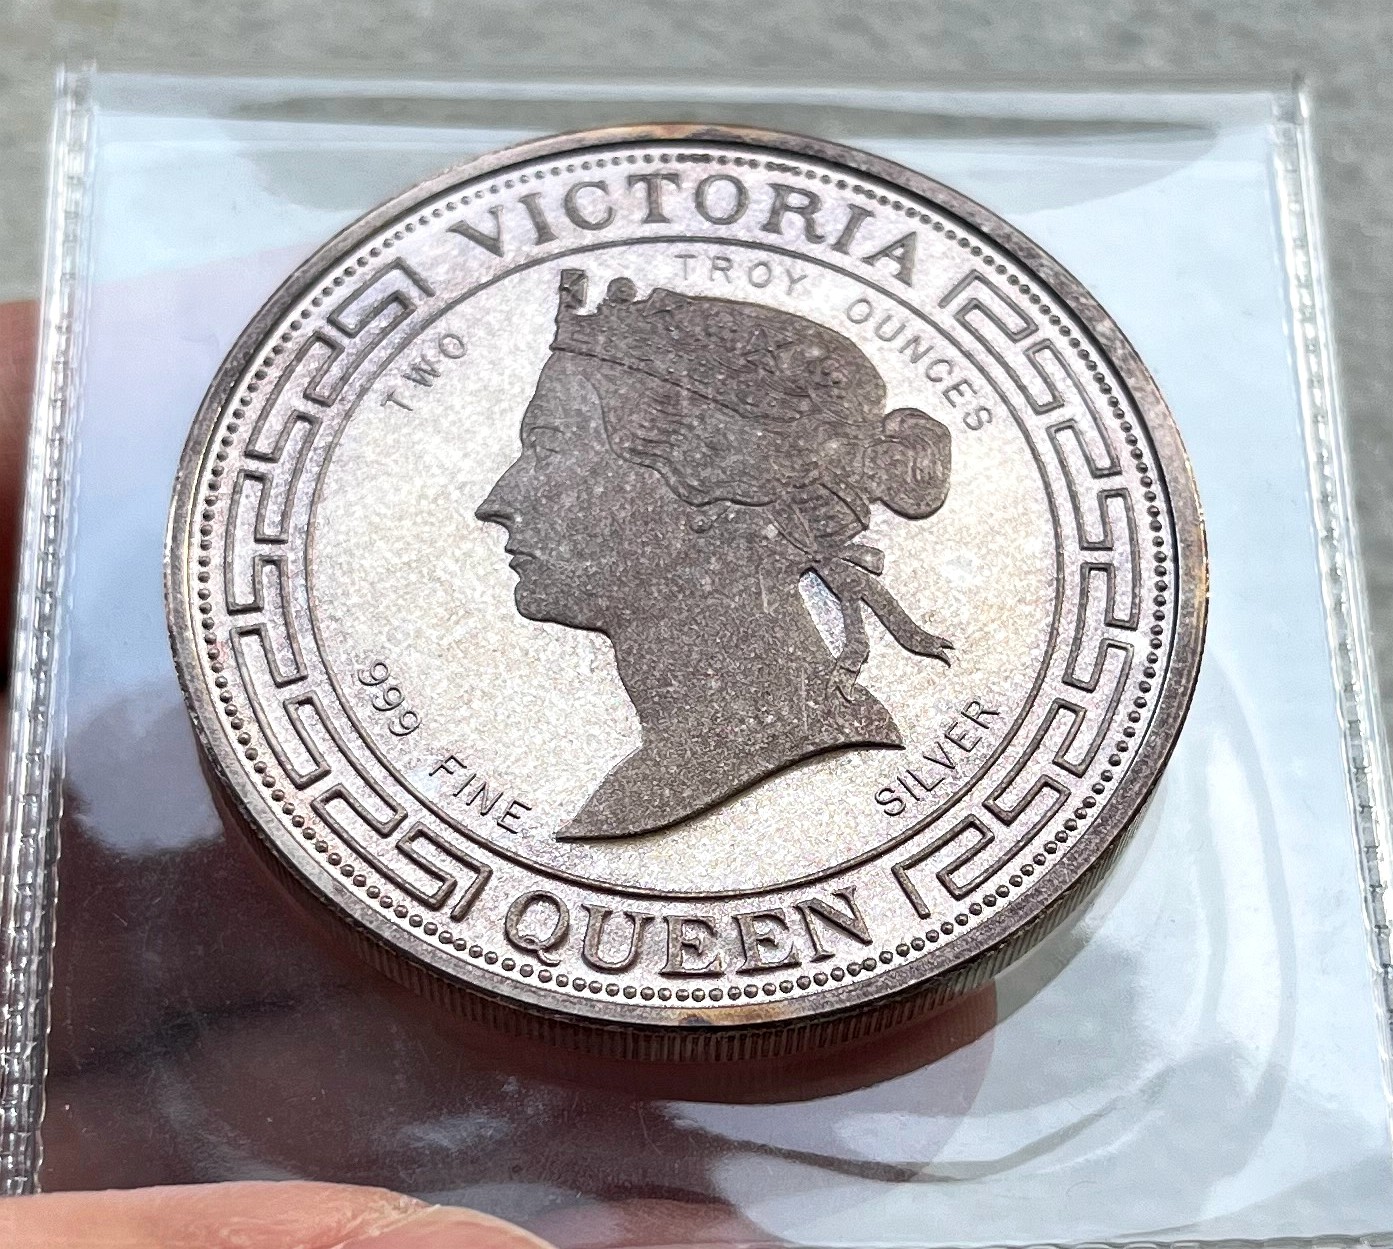 VICTORIA
TWO TROY OUNCES
999 FINE SILVER
QUEEN